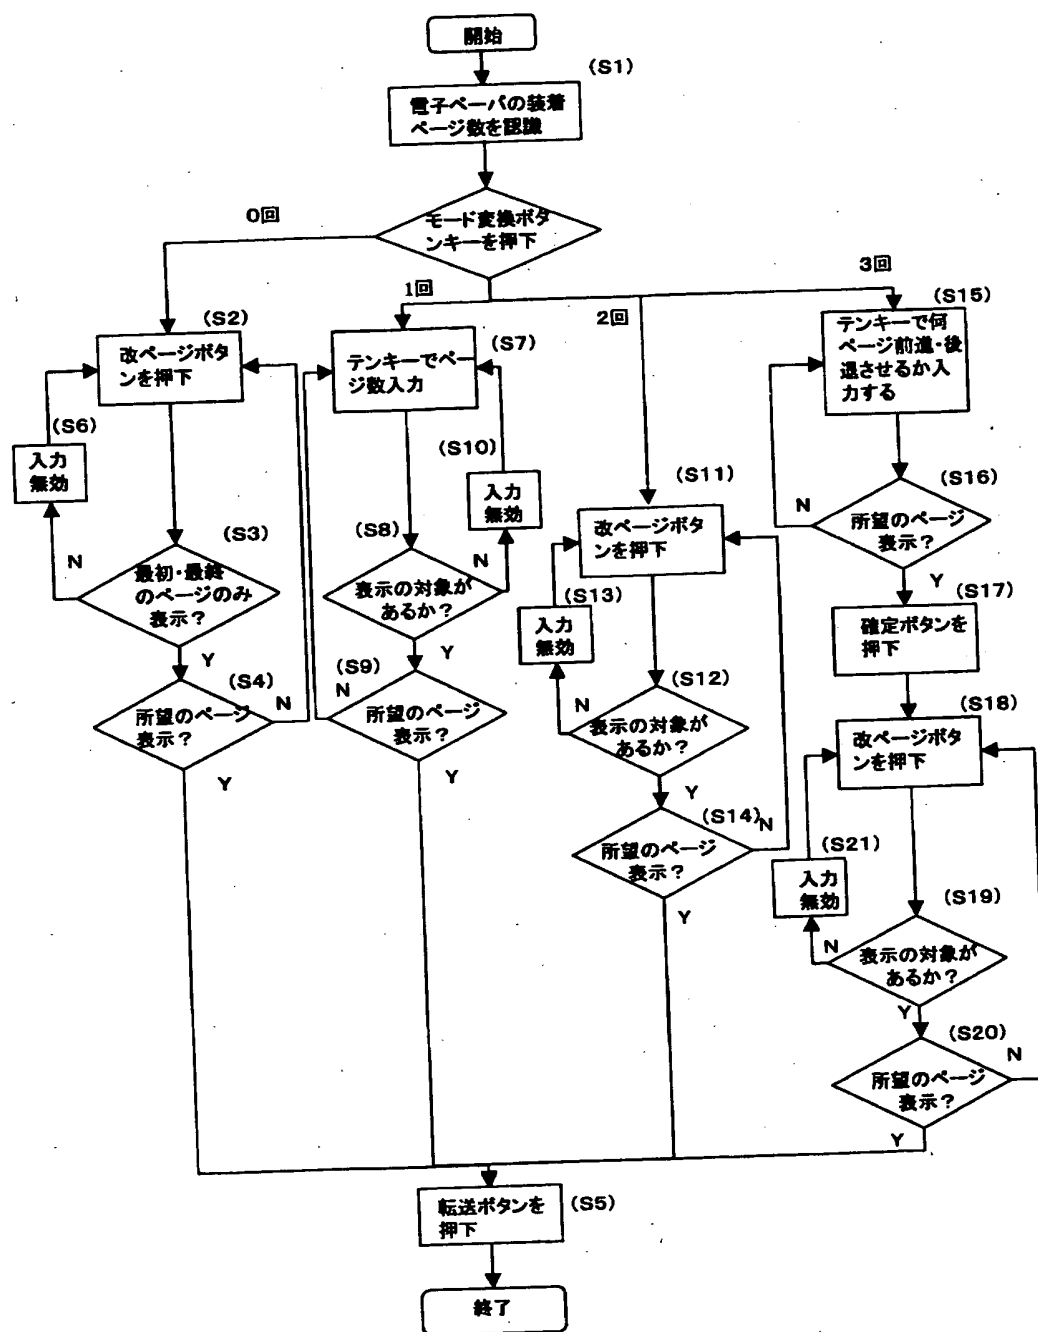 開始
(S1)
電子ペーパの装着
ページ数を認識
モード変換ボタ
ンキーを押下
0回
1回
2回
3回
(S2)
改ページボタ
ンを押下
(S6)
入力
無効
N
(S3)
最初・最終
のページのみ
表示？
Y
(S4)
所望のページ
表示？
N
Y
(S7)
テンキーでペー
ジ数入力
(S10)
入力
無効
(S8)
N
表示の対象が
あるか？
Y
(S9)
N
所望のページ
表示？
Y
(S11)
改ページボタ
ンを押下
(S13)
入力
無効
(S12)
N
表示の対象が
あるか？
Y
(S14)
N
所望のページ
表示？
Y
(S15)
テンキーで何
ページ前進・後
退させるか入
力する
(S16)
N
所望のページ
表示？
Y
(S17)
確定ボタンを
押下
(S18)
改ページボタ
ンを押下
(S21)
入力
無効
(S19)
N
表示の対象が
あるか？
Y
(S20)
N
所望のページ
表示？
Y
転送ボタンを
押下
(S5)
終了